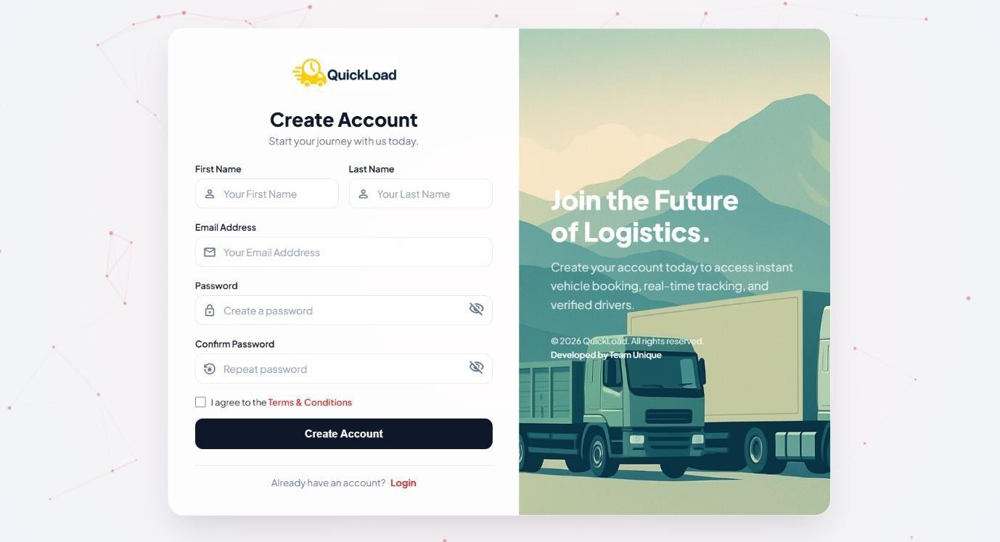 QuickLoad
Create Account
Start your journey with us today.
First Name
Last Name
Your First Name
Your Last Name
Email Address
Your Email Adddress
Password
Create a password
Confirm Password
Repeat password
I agree to the Terms & Conditions
Create Account
Already have an account? Login
Join the Future
of Logistics.
Create your account today to access instant
vehicle booking, real-time tracking, and
verified drivers.
© 2026 QuickLoad. All rights reserved.
Developed by Team Unique